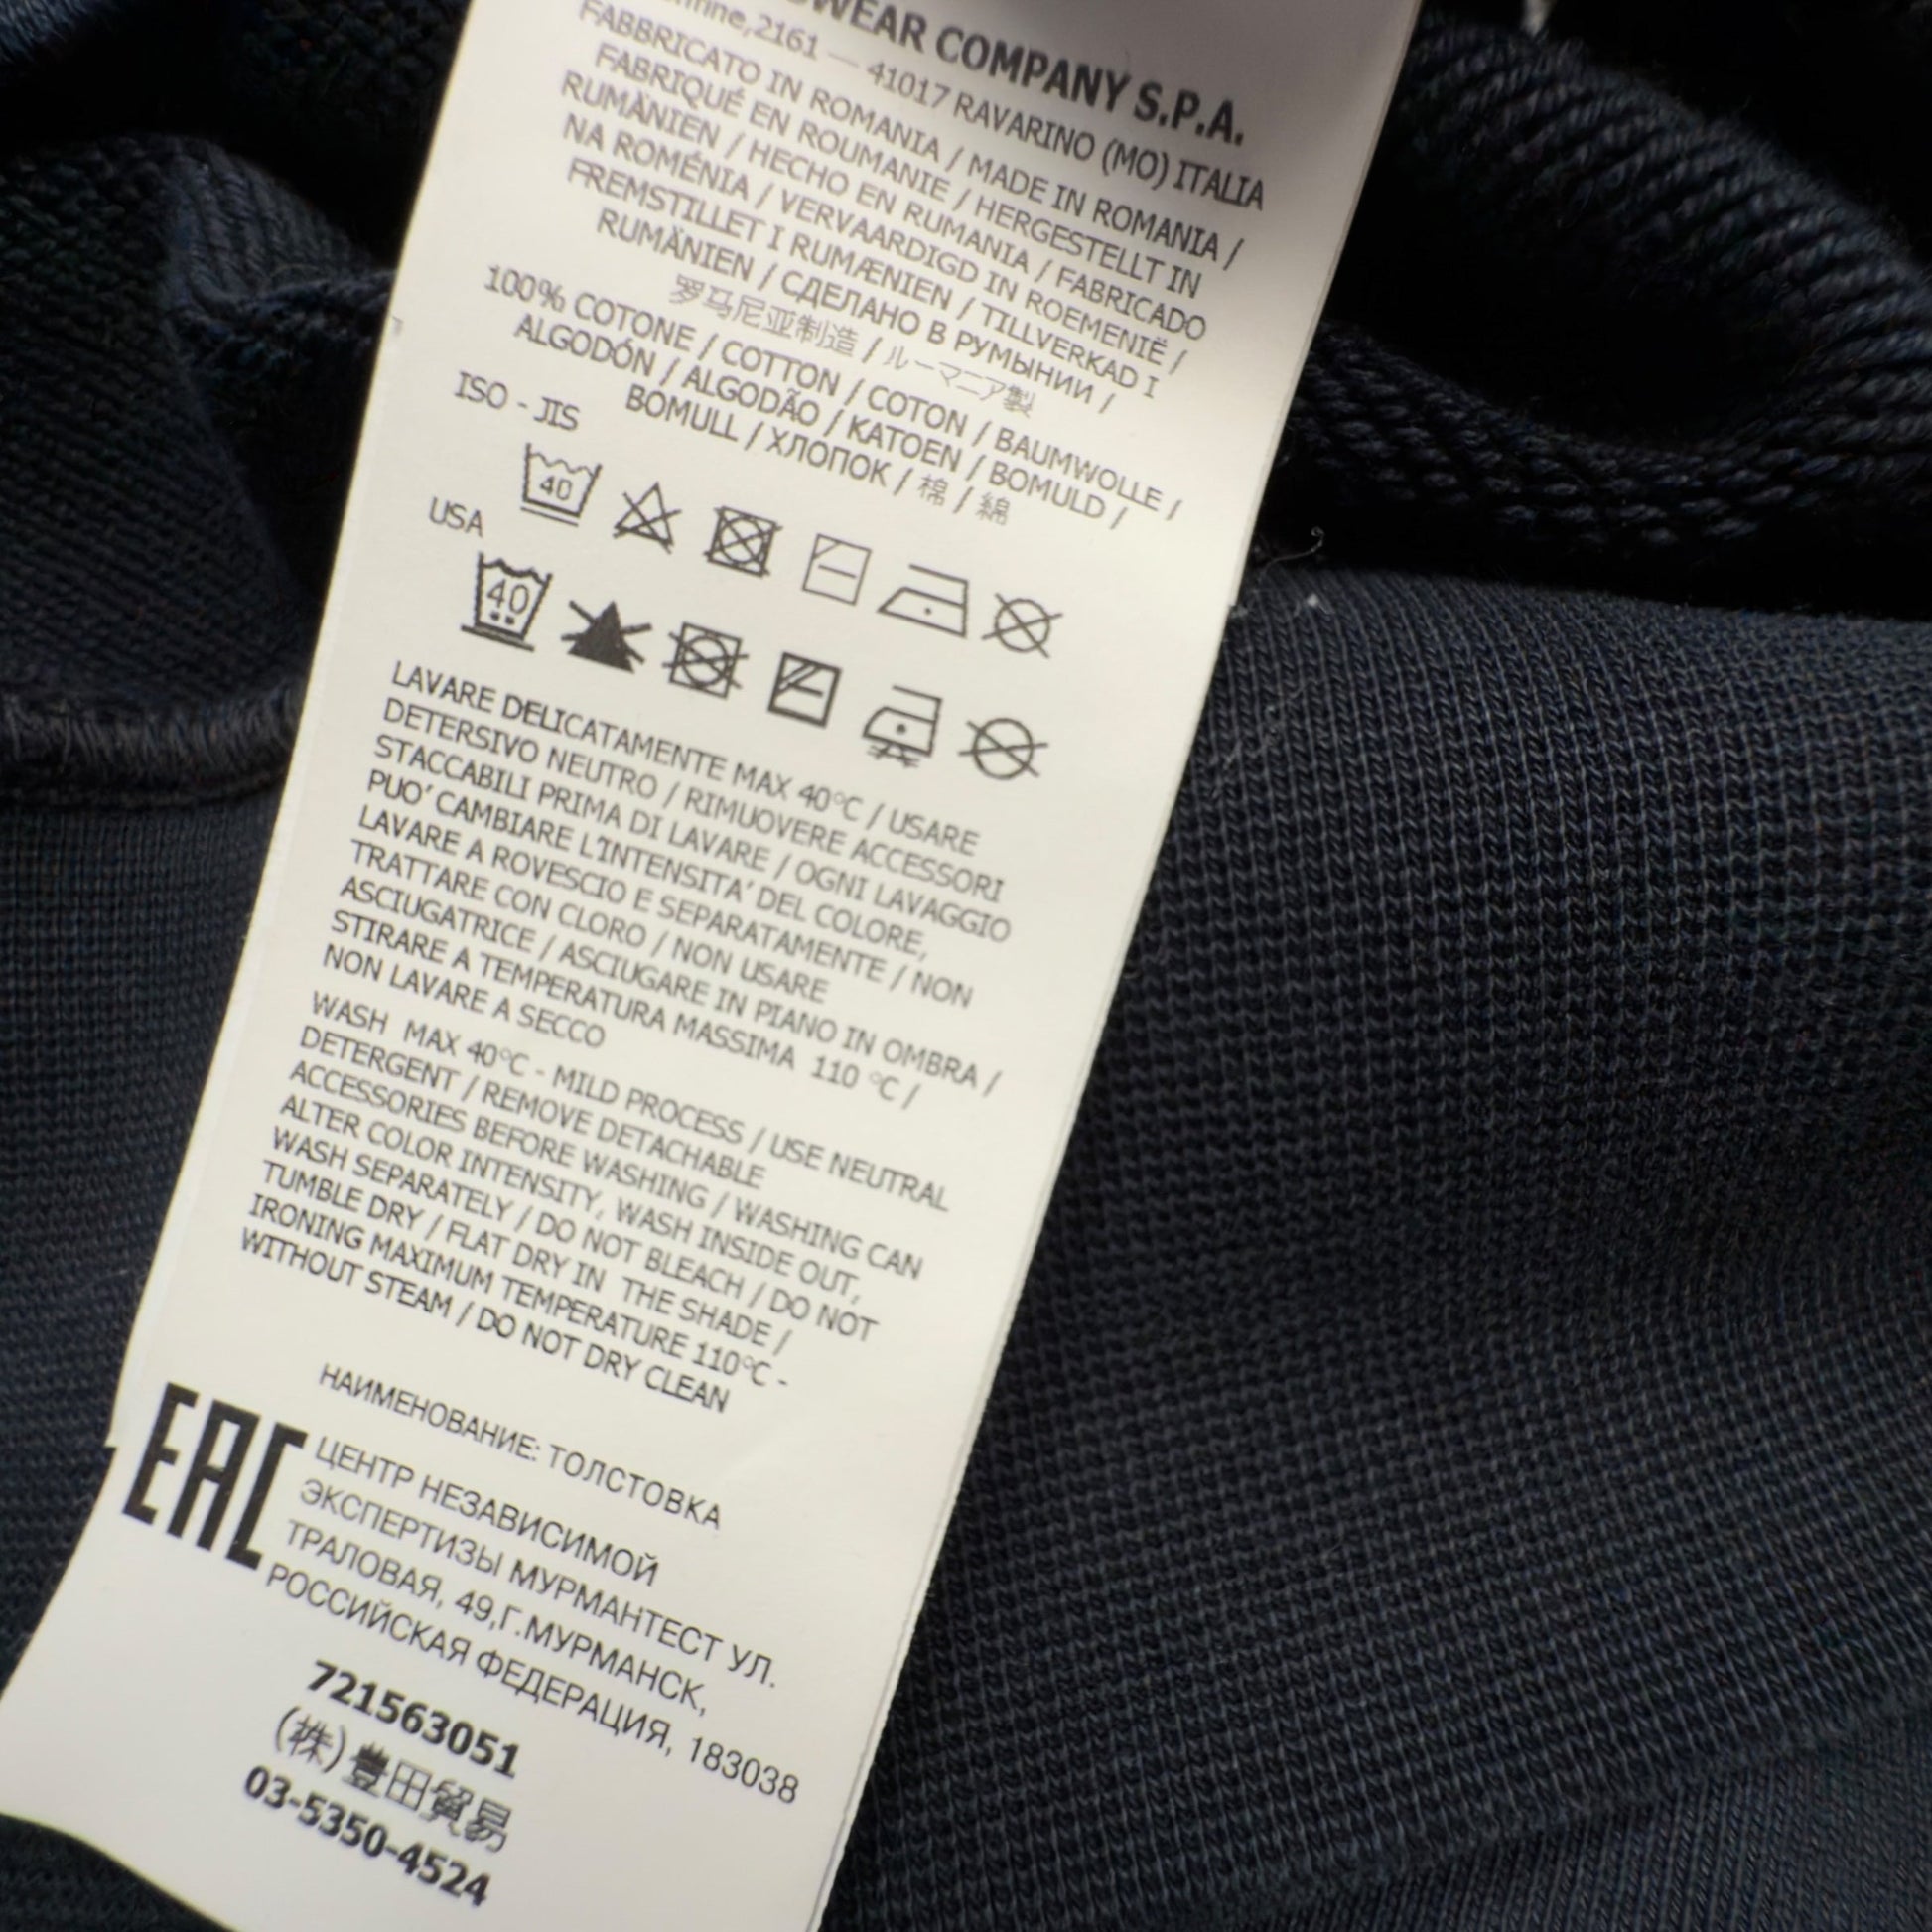 COMPANY S.P.A.
2161 — 41017 RAVARINO (MO) ITALIA
FABBRICATO IN ROMANIA / MADE IN ROMANIA /
FABRIQUÉ EN ROUMANIE / HERGESTELLT IN
RUMÄNIEN / HECHO EN RUMANIA / FABRICADO
NA ROMÉNIA / VERVAARDIGD IN ROEMENIË /
FREMSTILLET I RUMÆNIEN / TILLVERKAD I
RUMÄNIEN / СДЕЛАНО В РУМЫНИИ /
罗马尼亚制造 / ルーマニア製
100% COTONE / COTTON / COTON / BAUMWOLLE /
ALGODÓN / ALGODÃO / KATOEN / BOMULD /
BOMULL / ХЛОПОК / 棉 / 綿
ISO - JIS
40
USA
40
LAVARE DELICATAMENTE MAX 40°C / USARE
DETERSIVO NEUTRO / RIMUOVERE ACCESSORI
STACCABILI PRIMA DI LAVARE / OGNI LAVAGGIO
PUO' CAMBIARE L'INTENSITA' DEL COLORE,
LAVARE A ROVESCIO E SEPARATAMENTE / NON
TRATTARE CON CLORO / NON USARE
ASCIUGATRICE / ASCIUGARE IN PIANO IN OMBRA /
STIRARE A TEMPERATURA MASSIMA 110 °C /
NON LAVARE A SECCO
WASH MAX 40°C - MILD PROCESS / USE NEUTRAL
DETERGENT / REMOVE DETACHABLE
ACCESSORIES BEFORE WASHING / WASHING CAN
ALTER COLOR INTENSITY, WASH INSIDE OUT,
WASH SEPARATELY / DO NOT BLEACH / DO NOT
TUMBLE DRY / FLAT DRY IN THE SHADE /
IRONING MAXIMUM TEMPERATURE 110°C -
WITHOUT STEAM / DO NOT DRY CLEAN
НАИМЕНОВАНИЕ: ТОЛСТОВКА
EAC
ЦЕНТР НЕЗАВИСИМОЙ
ЭКСПЕРТИЗЫ МУРМАНТЕСТ УЛ.
ТРАЛОВАЯ, 49,Г.МУРМАНСК,
РОССИЙСКАЯ ФЕДЕРАЦИЯ, 183038
721563051
(株)豊田貿易
03-5350-4524